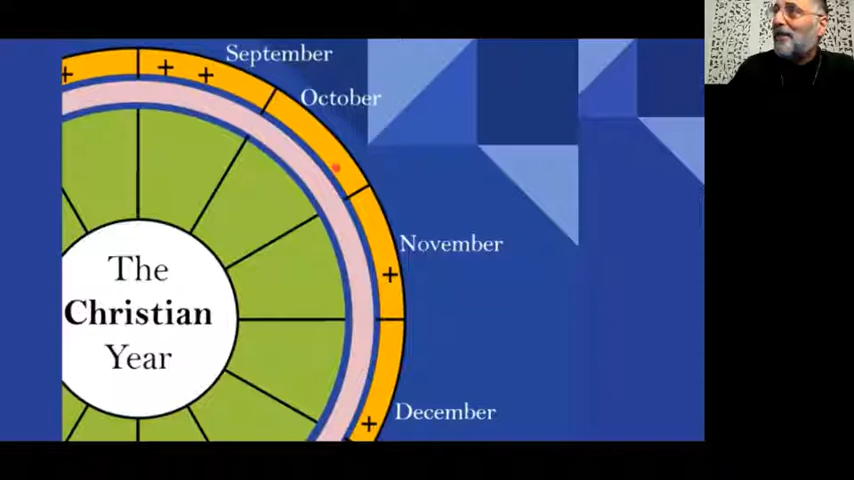 September
October
November
December
The
Christian
Year